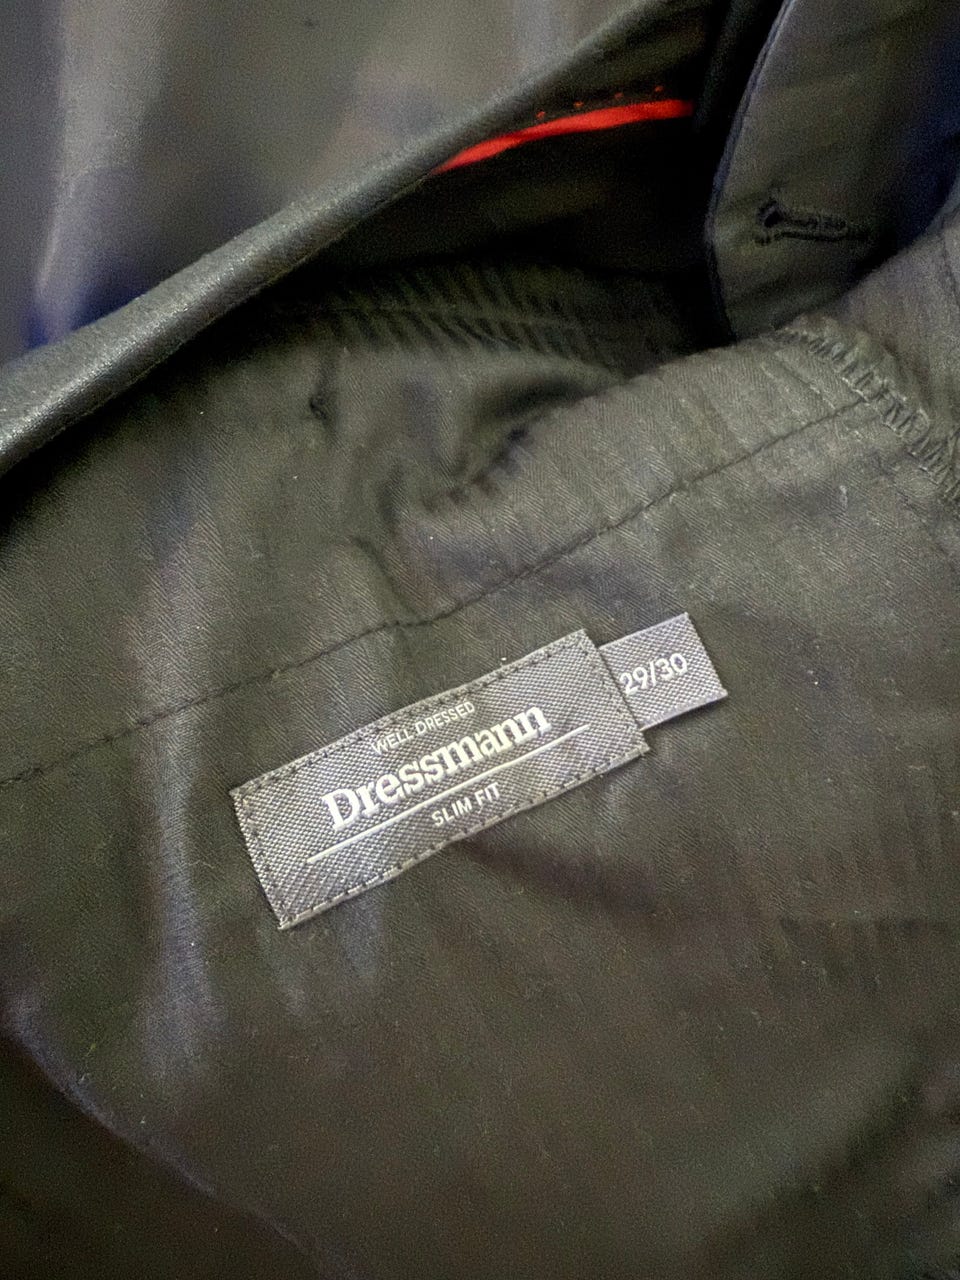 WELL DRESSED
Dressmann
SLIM FIT
29/30